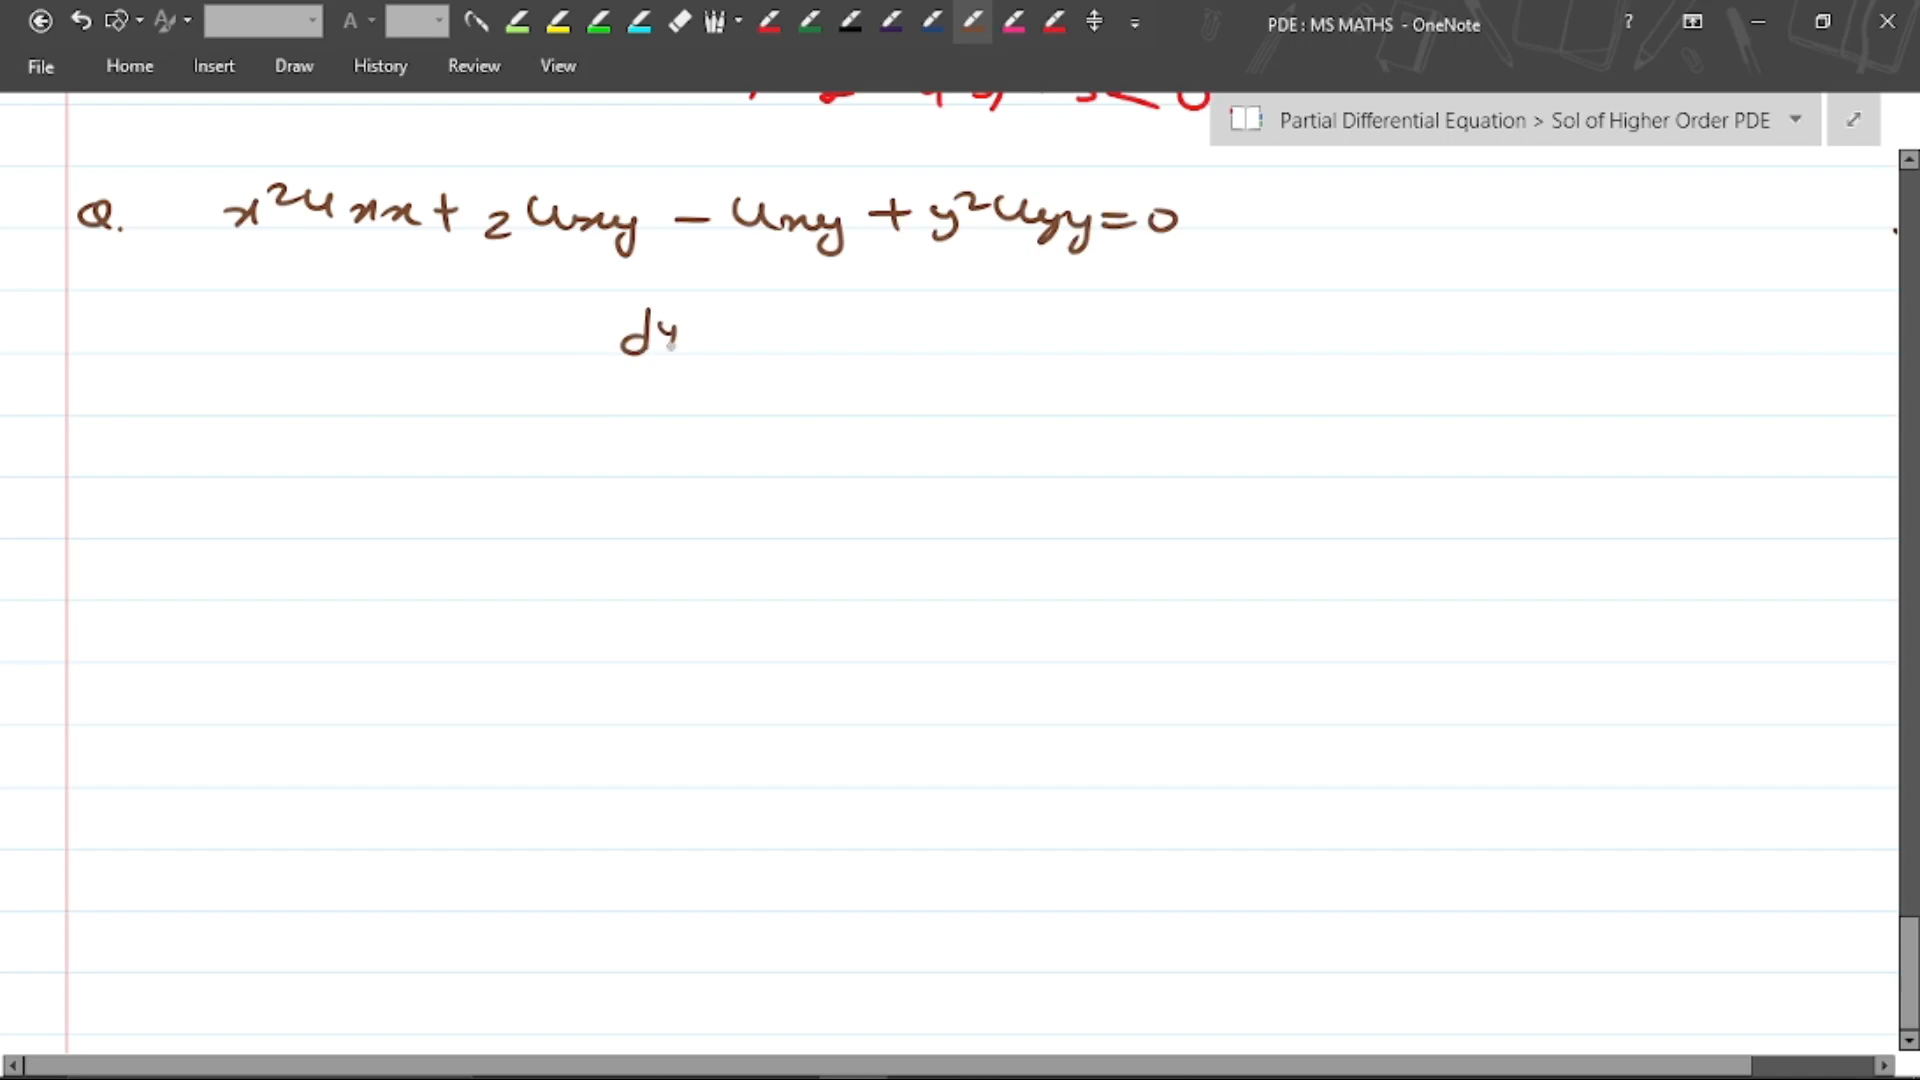 PDE : MS MATHS - OneNote
File Home Insert Draw History Review View
Partial Differential Equation > Sol of Higher Order PDE
Q. x²uxx + 2uxy - uxy + y²uyy = 0
dy